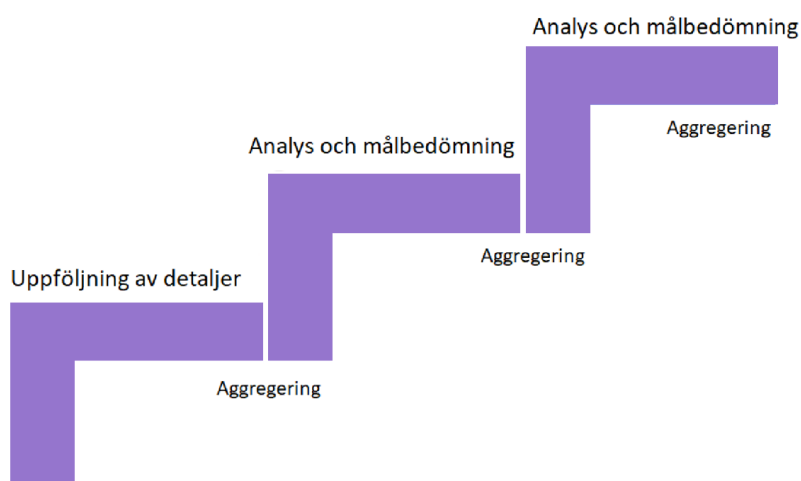 Analys och målbedömning
Aggregering
Analys och målbedömning
Aggregering
Uppföljning av detaljer
Aggregering